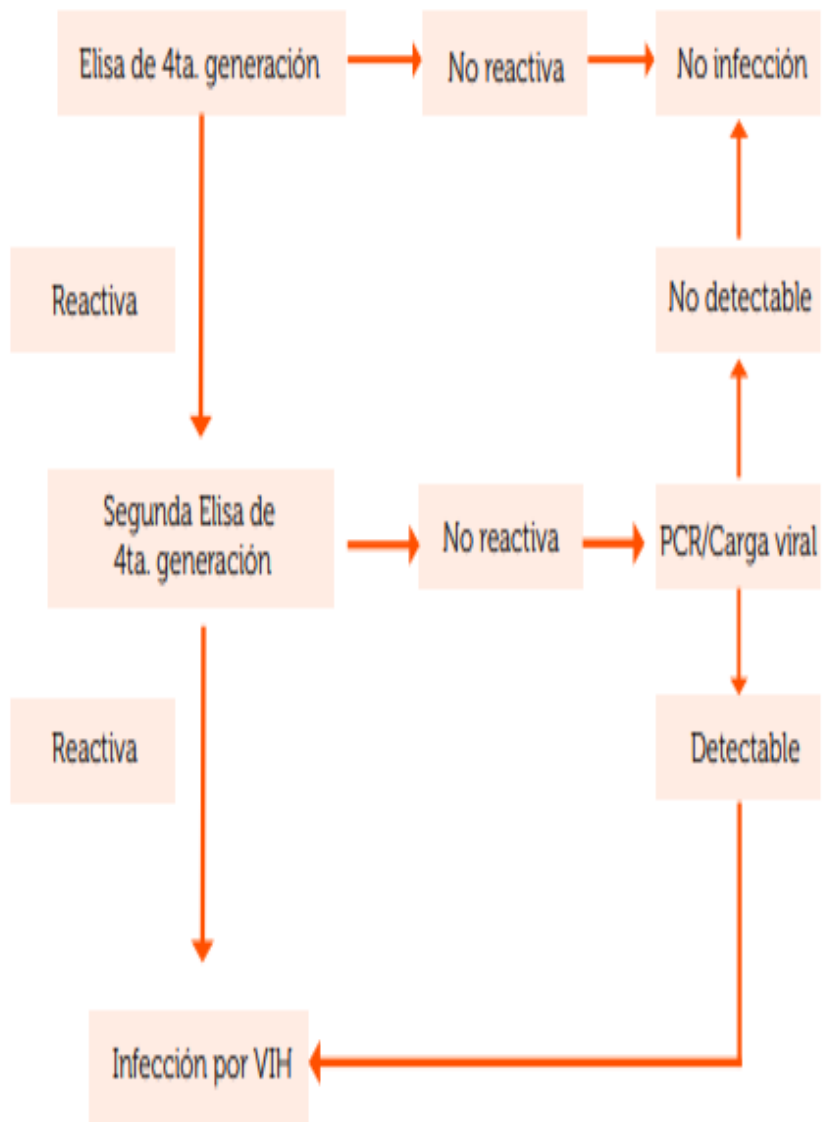 Elisa de 4ta. generación
No reactiva
No infección
Reactiva
No detectable
Segunda Elisa de
4ta. generación
No reactiva
PCR/Carga viral
Reactiva
Detectable
Infección por VIH